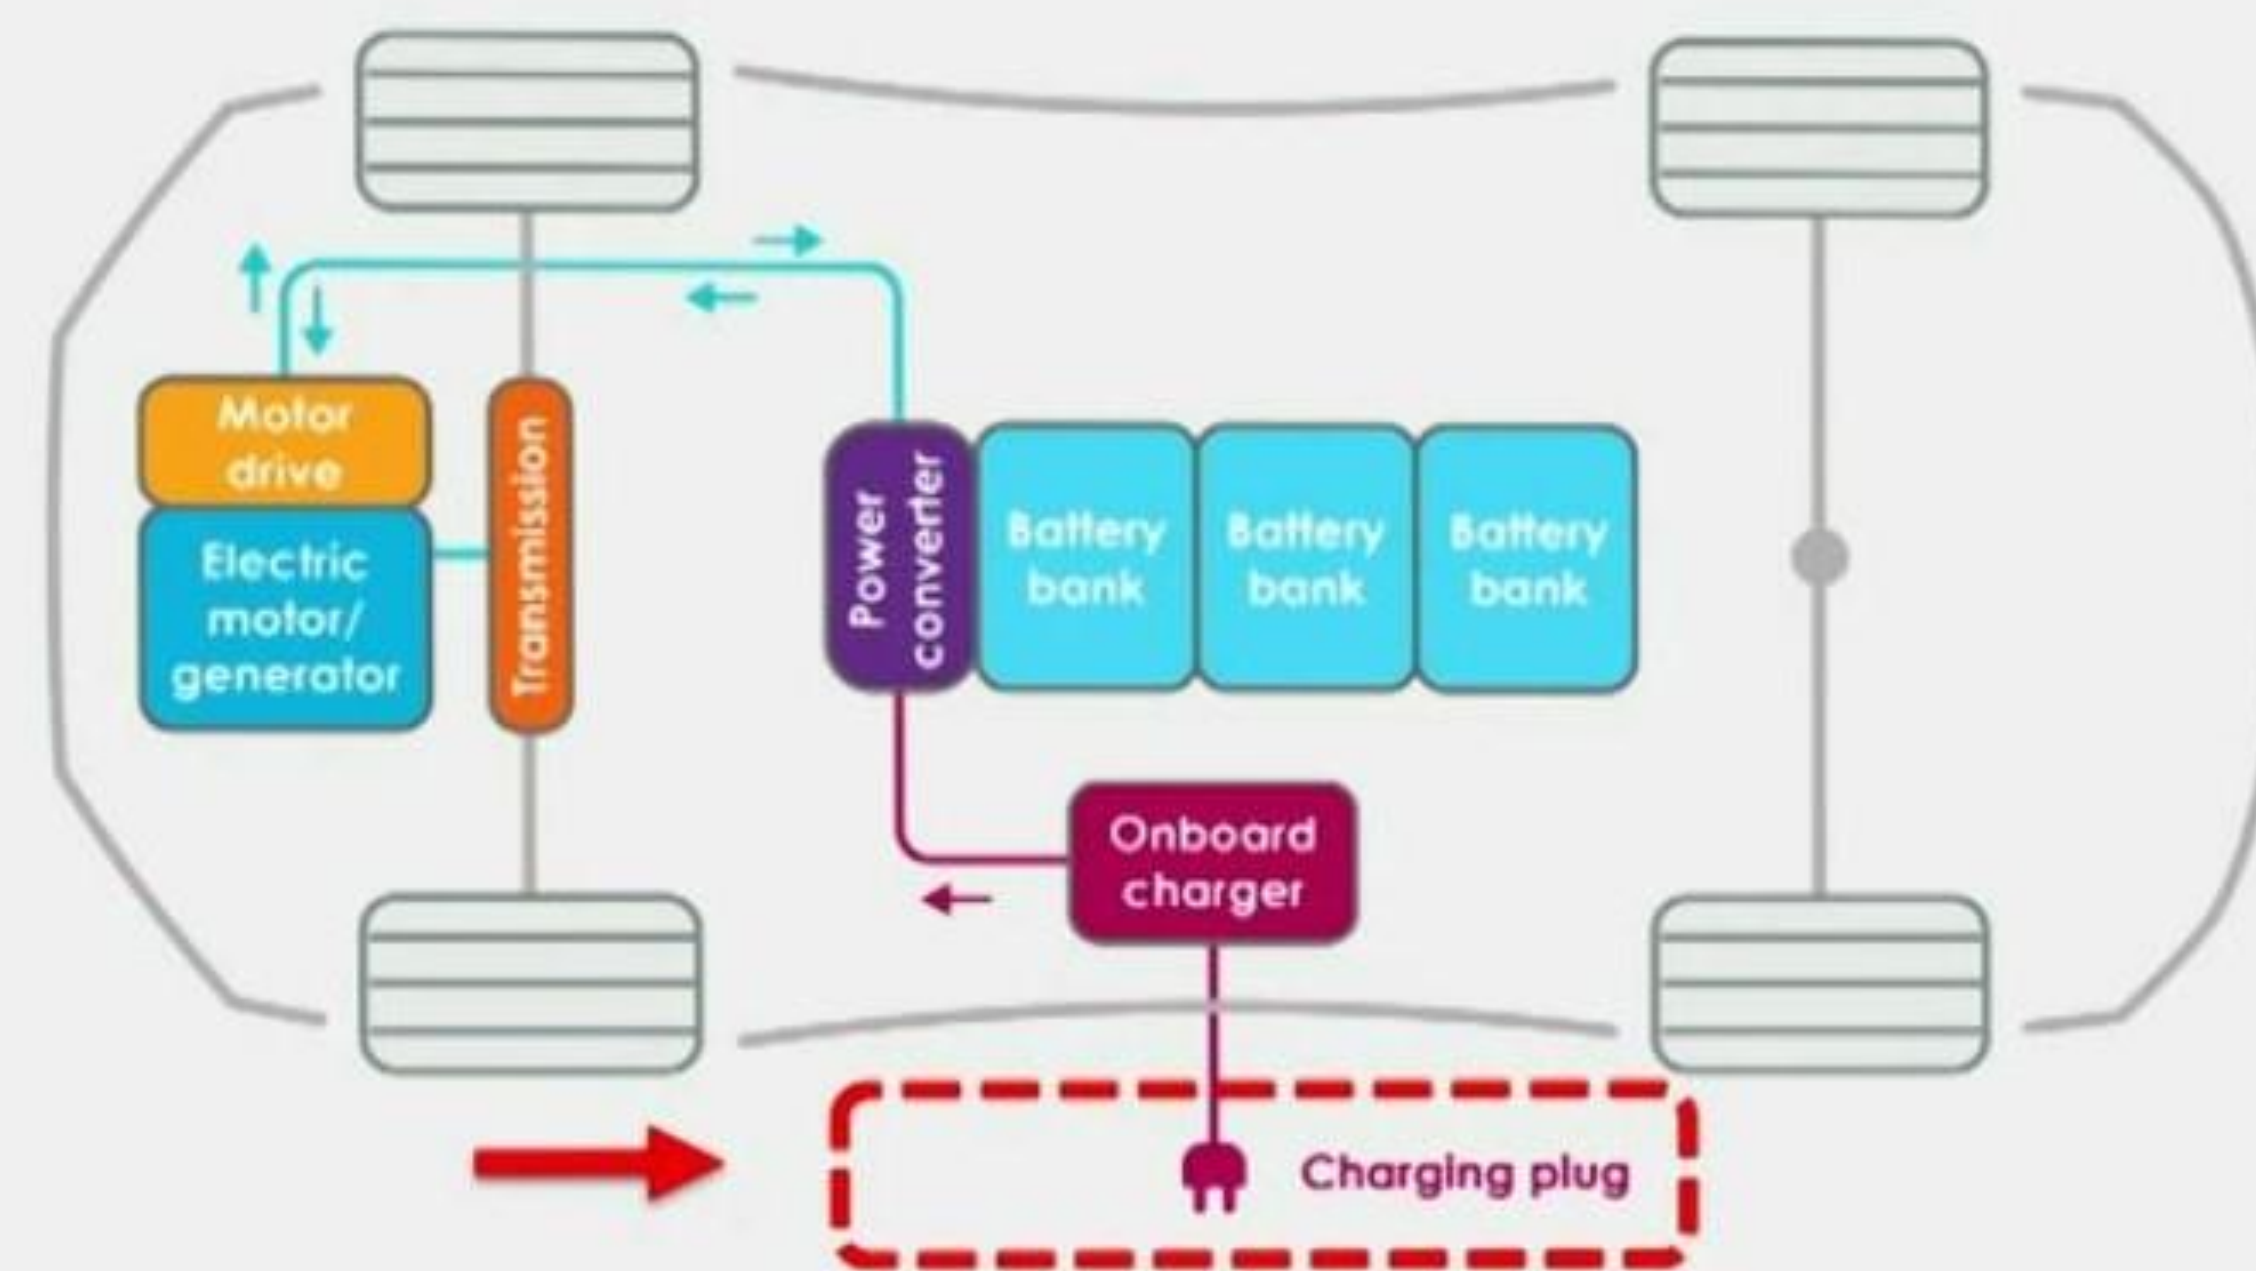 Motor
drive
Electric
motor/
generator
Transmission
Power
converter
Battery
bank
Battery
bank
Battery
bank
Onboard
charger
Charging plug